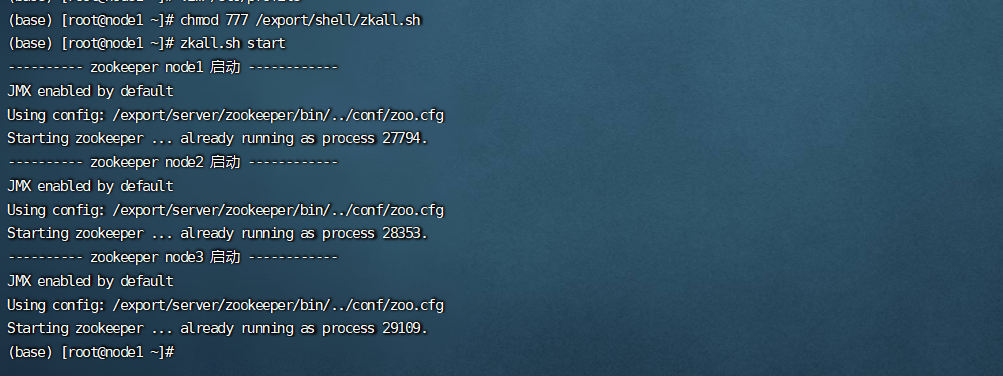 (base) [root@node1 ~]# chmod 777 /export/shell/zkall.sh
(base) [root@node1 ~]# zkall.sh start
---------- zookeeper node1 启动 ------------
JMX enabled by default
Using config: /export/server/zookeeper/bin/../conf/zoo.cfg
Starting zookeeper ... already running as process 27794.
---------- zookeeper node2 启动 ------------
JMX enabled by default
Using config: /export/server/zookeeper/bin/../conf/zoo.cfg
Starting zookeeper ... already running as process 28353.
---------- zookeeper node3 启动 ------------
JMX enabled by default
Using config: /export/server/zookeeper/bin/../conf/zoo.cfg
Starting zookeeper ... already running as process 29109.
(base) [root@node1 ~]#